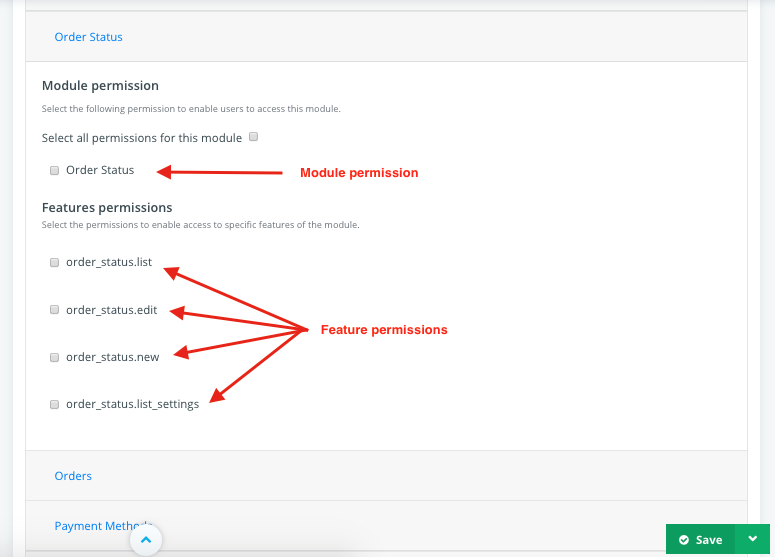 Order Status
Module permission
Select the following permission to enable users to access this module.
Select all permissions for this module
Order Status
Module permission
Features permissions
Select the permissions to enable access to specific features of the module.
order_status.list
order_status.edit
Feature permissions
order_status.new
order_status.list_settings
Orders
Payment Methods
Save